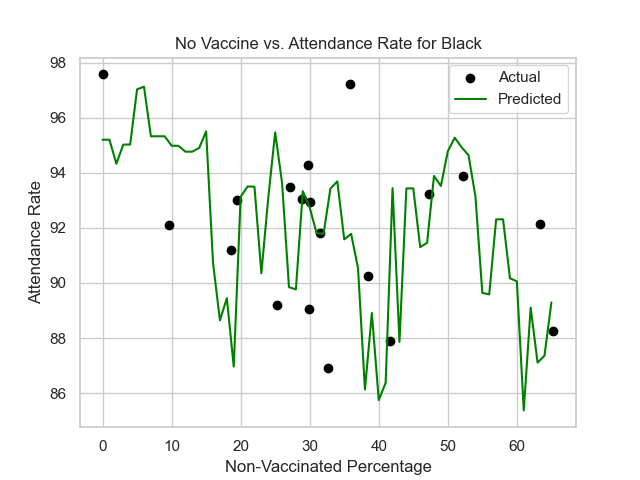 No Vaccine vs. Attendance Rate for Black
98
96
94
92
90
88
86
Attendance Rate
Actual
Predicted
0 10 20 30 40 50 60
Non-Vaccinated Percentage